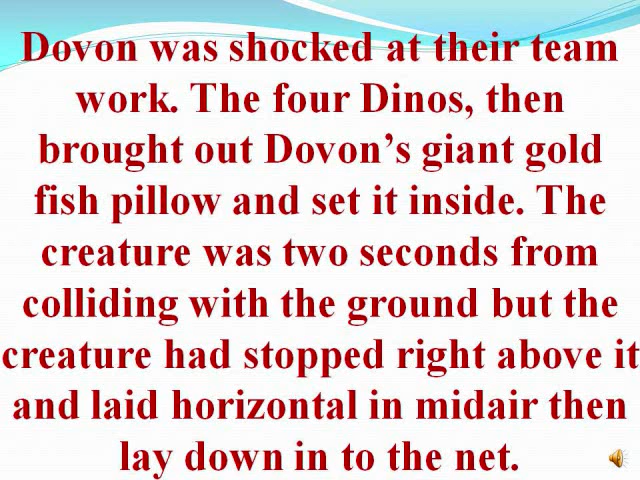 Dovon was shocked at their team
work. The four Dinos, then
brought out Dovon’s giant gold
fish pillow and set it inside. The
creature was two seconds from
colliding with the ground but the
creature had stopped right above it
and laid horizontal in midair then
lay down in to the net.